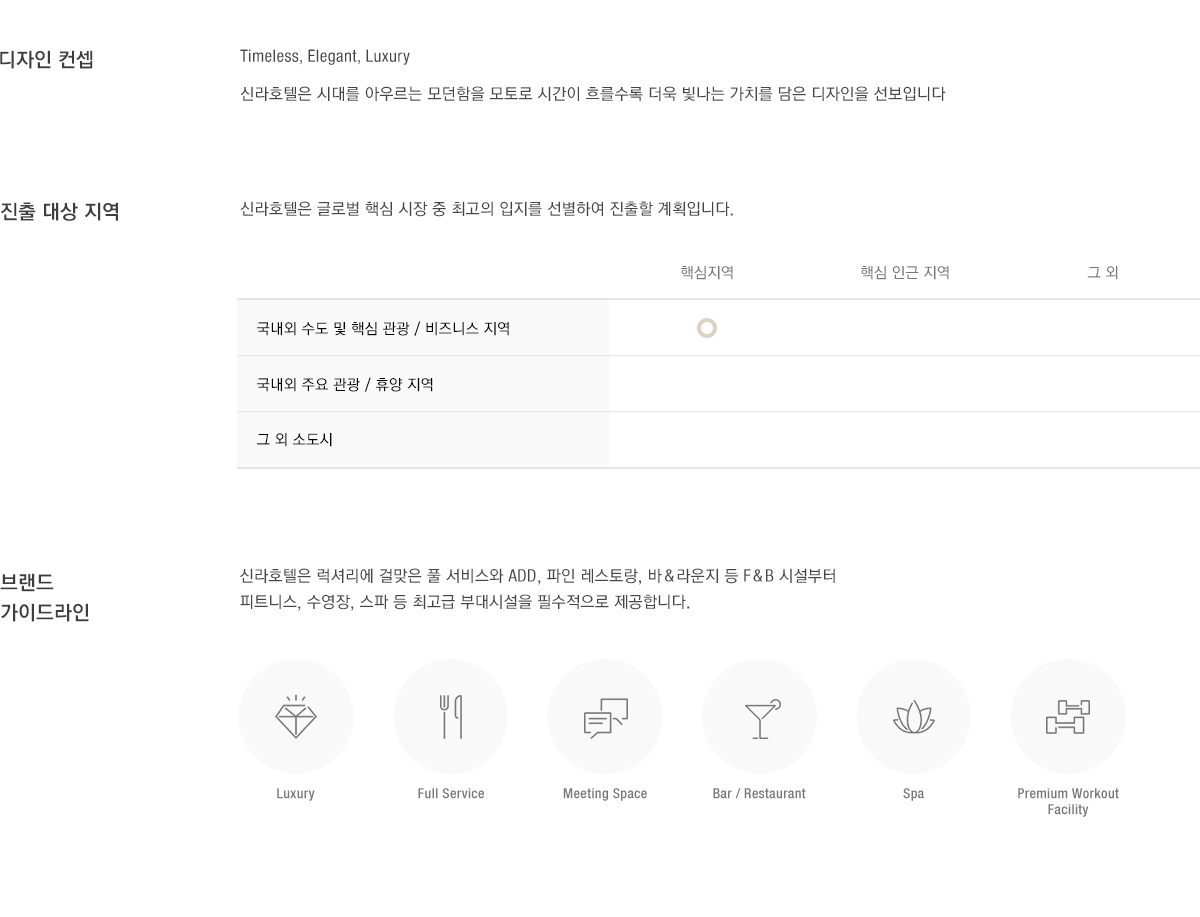 디자인 컨셉
Timeless, Elegant, Luxury
신라호텔은 시대를 아우르는 모던함을 모토로 시간이 흐를수록 더욱 빛나는 가치를 담은 디자인을 선보입니다
진출 대상 지역
신라호텔은 글로벌 핵심 시장 중 최고의 입지를 선별하여 진출할 계획입니다.
핵심지역 핵심 인근 지역 그 외
국내외 수도 및 핵심 관광 / 비즈니스 지역
국내외 주요 관광 / 휴양 지역
그 외 소도시
브랜드
가이드라인
신라호텔은 럭셔리에 걸맞은 풀 서비스와 ADD, 파인 레스토랑, 바&라운지 등 F&B 시설부터
피트니스, 수영장, 스파 등 최고급 부대시설을 필수적으로 제공합니다.
Luxury
Full Service
Meeting Space
Bar / Restaurant
Spa
Premium Workout
Facility